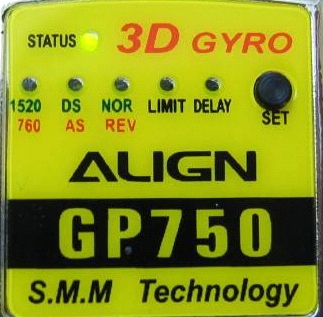 STATUS 3D GYRO
1520 DS NOR LIMIT DELAY SET
760 AS REV
ALIGN
GP750
S.M.M Technology